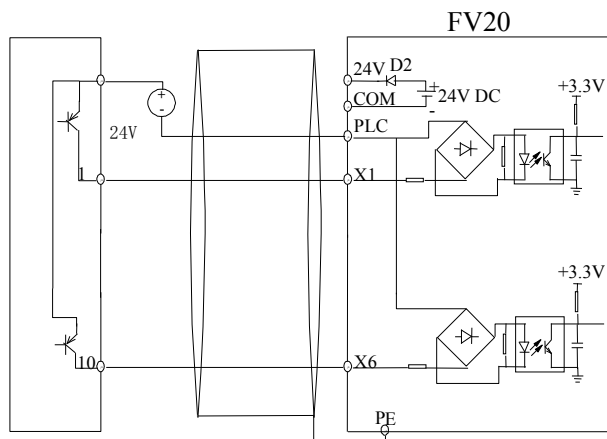 FV20
24V D2
+
-
24V DC
COM
PLC
+
-
24V
+3.3V
1
X1
+3.3V
10
X6
PE